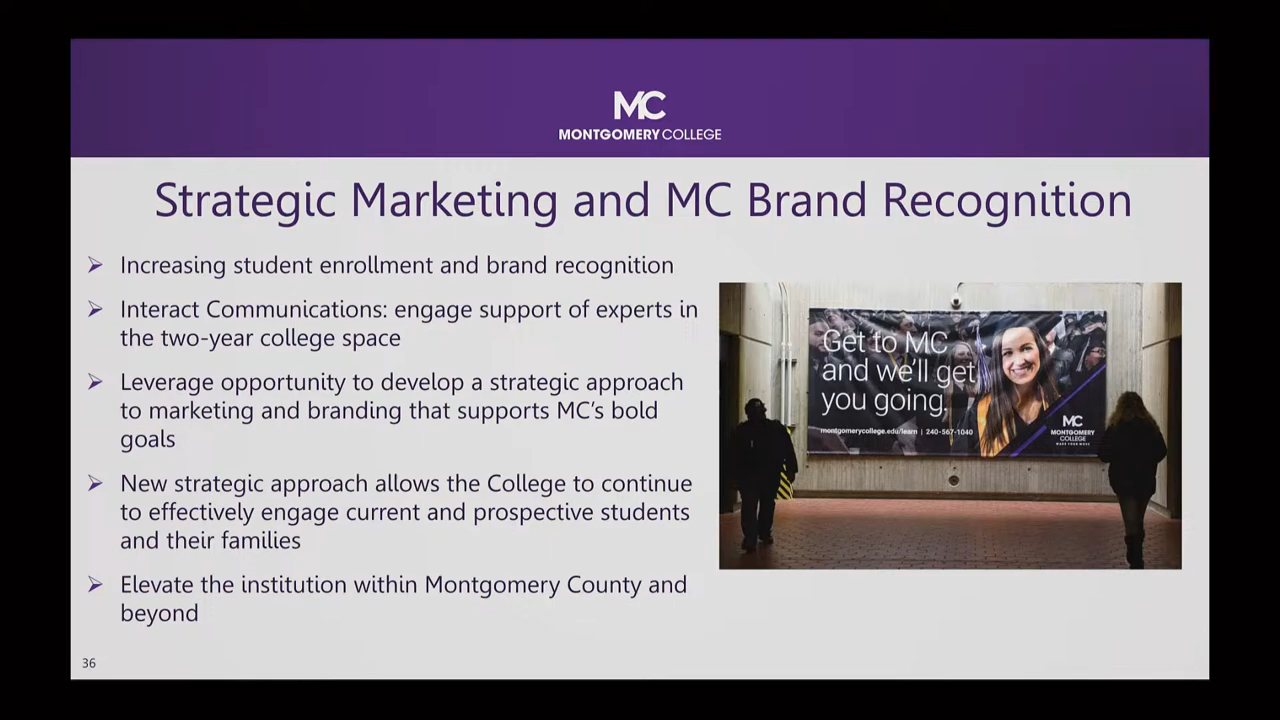 MC
MONTGOMERY COLLEGE
Strategic Marketing and MC Brand Recognition
Increasing student enrollment and brand recognition
Interact Communications: engage support of experts in
the two-year college space
Leverage opportunity to develop a strategic approach
to marketing and branding that supports MC's bold
goals
New strategic approach allows the College to continue
to effectively engage current and prospective students
and their families
Elevate the institution within Montgomery County and
beyond
Get to MC
and we'll get
you going.
montgomerycollege.edu/learn | 240-567-1040
MC
MONTGOMERY
COLLEGE
36